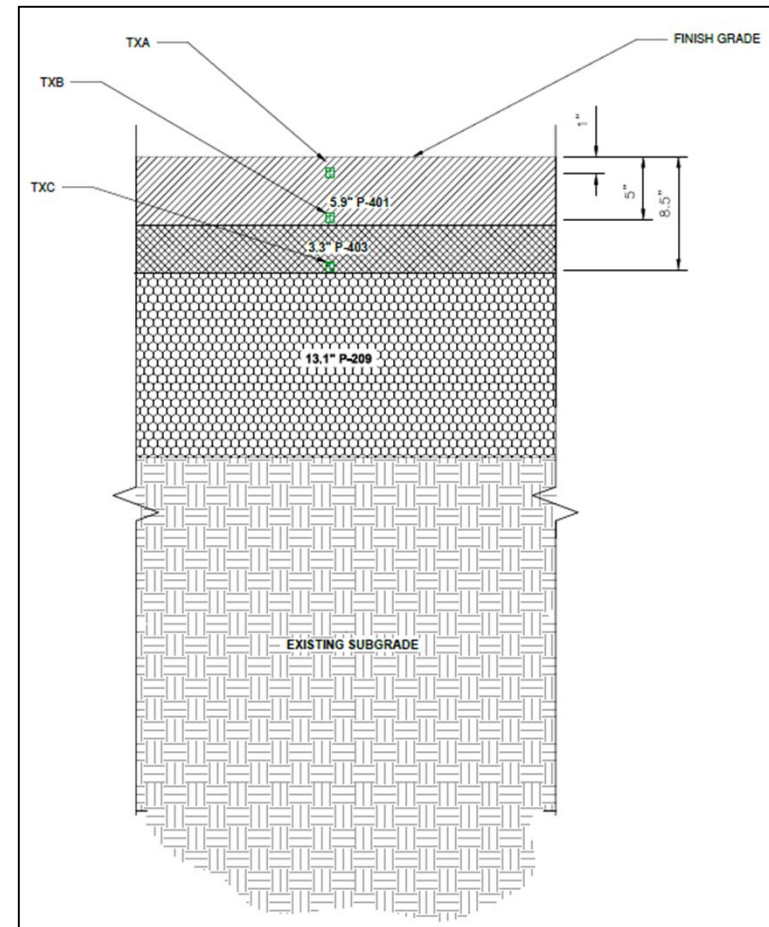 TXA
FINISH GRADE
TXB
1"
TXC
5.9" P-401
5"
8.5"
3.3" P-403
13.1" P-209
EXISTING SUBGRADE